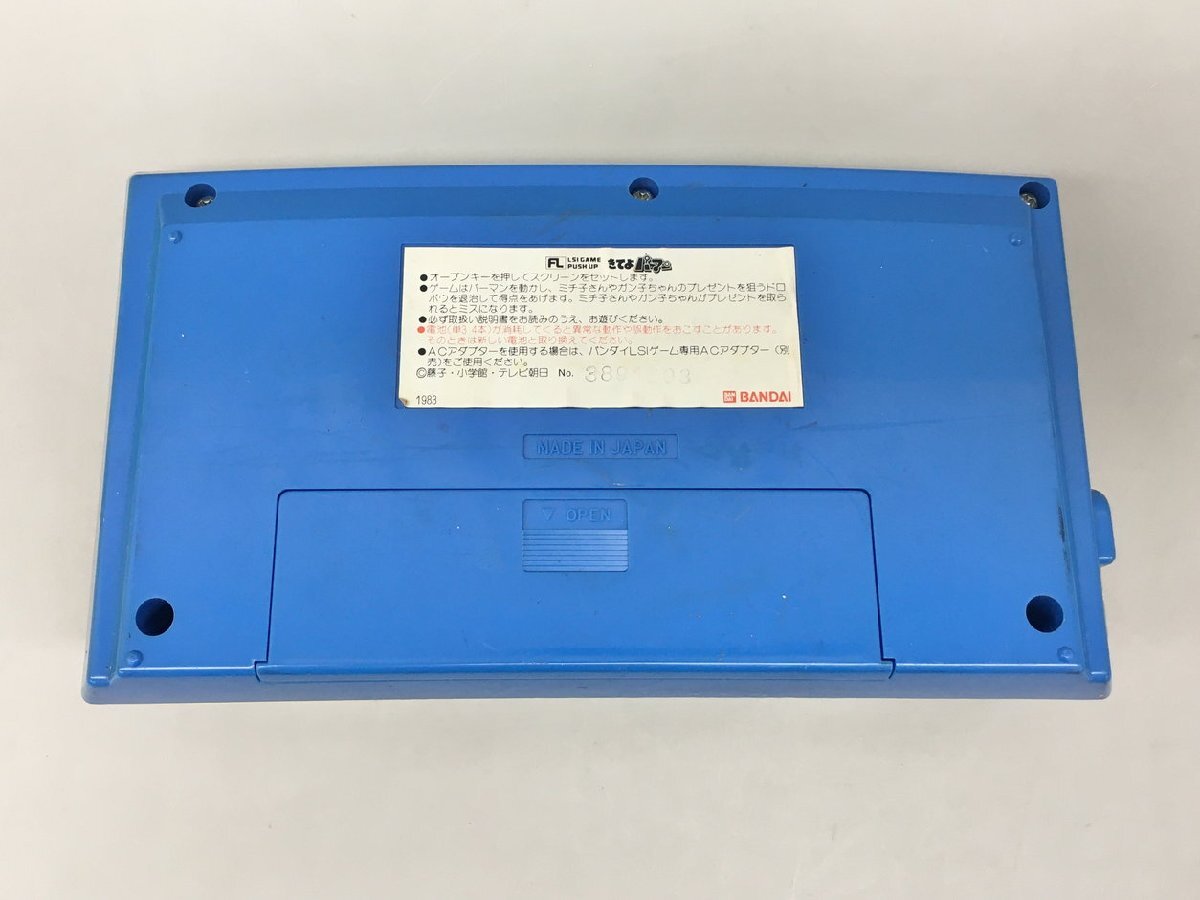 FL LSI GAME PUSH UP きてよパーマン
●オープンキーを押してスクリーンをセットします。
●ゲームはパーマンを動かし、ミチ子さんやガン子ちゃんのプレゼントを狙うドロ
ボウを退治して得点をあげます。ミチ子さんやガン子ちゃんがプレゼントを取ら
れるとミスになります。
●必ず取扱い説明書をお読みのうえ、お遊びください。
●電池(単3、4本)が消耗してくると異常な動作や誤動作をおこすことがあります。
そのときは新しい電池と取り換えてください。
●ACアダプターを使用する場合は、バンダイLSIゲーム専用ACアダプター(別
売)をご使用ください。
©藤子・小学館・テレビ朝日 No.
1983 BANDAI BANDAI
MADE IN JAPAN
▽ OPEN